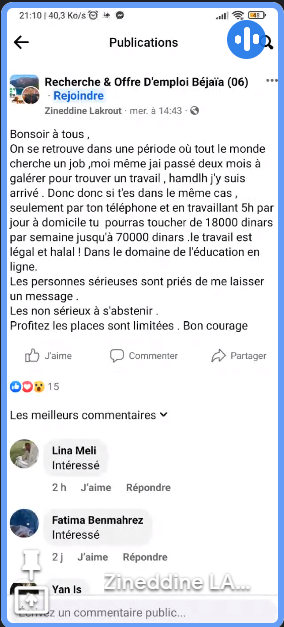 21:10 | 40,3 Ko/s
Publications
Recherche & Offre D'emploi Béjaïa (06)
· Rejoindre
Zineddine Lakrout · mer. à 14:43 ·
Bonsoir à tous ,
On se retrouve dans une période où tout le monde
cherche un job ,moi même jai passé deux mois à
galérer pour trouver un travail , hamdlh j'y suis
arrivé . Donc donc si t'es dans le même cas ,
seulement par ton téléphone et en travaillant 5h par
jour à domicile tu pourras toucher de 18000 dinars
par semaine jusqu'à 70000 dinars .le travail est
légal et halal ! Dans le domaine de l'éducation en
ligne.
Les personnes sérieuses sont priés de me laisser
un message .
Les non sérieux à s'abstenir .
Profitez les places sont limitées . Bon courage
J'aime
Commenter
Partager
15
Les meilleurs commentaires
Lina Meli
Intéressé
2 h J'aime Répondre
Fatima Benmahrez
Intéressé
2 j J'aime Répondre
Yan Is
Zineddine LA...
Écrivez un commentaire public...